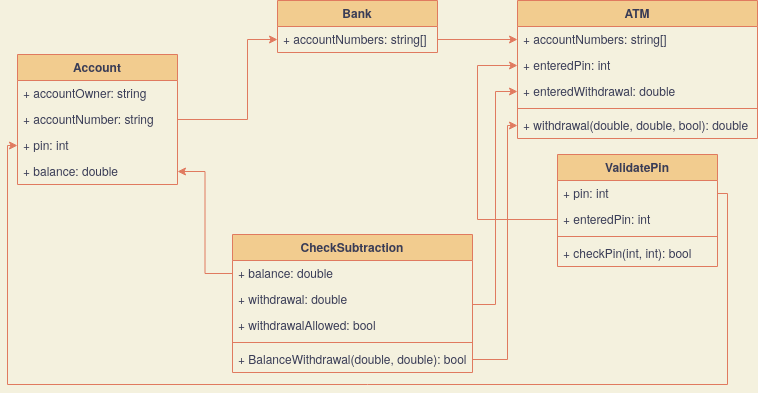 Bank
+ accountNumbers: string[]
ATM
+ accountNumbers: string[]
+ enteredPin: int
+ enteredWithdrawal: double
+ withdrawal(double, double, bool): double
Account
+ accountOwner: string
+ accountNumber: string
+ pin: int
+ balance: double
ValidatePin
+ pin: int
+ enteredPin: int
+ checkPin(int, int): bool
CheckSubtraction
+ balance: double
+ withdrawal: double
+ withdrawalAllowed: bool
+ BalanceWithdrawal(double, double): bool